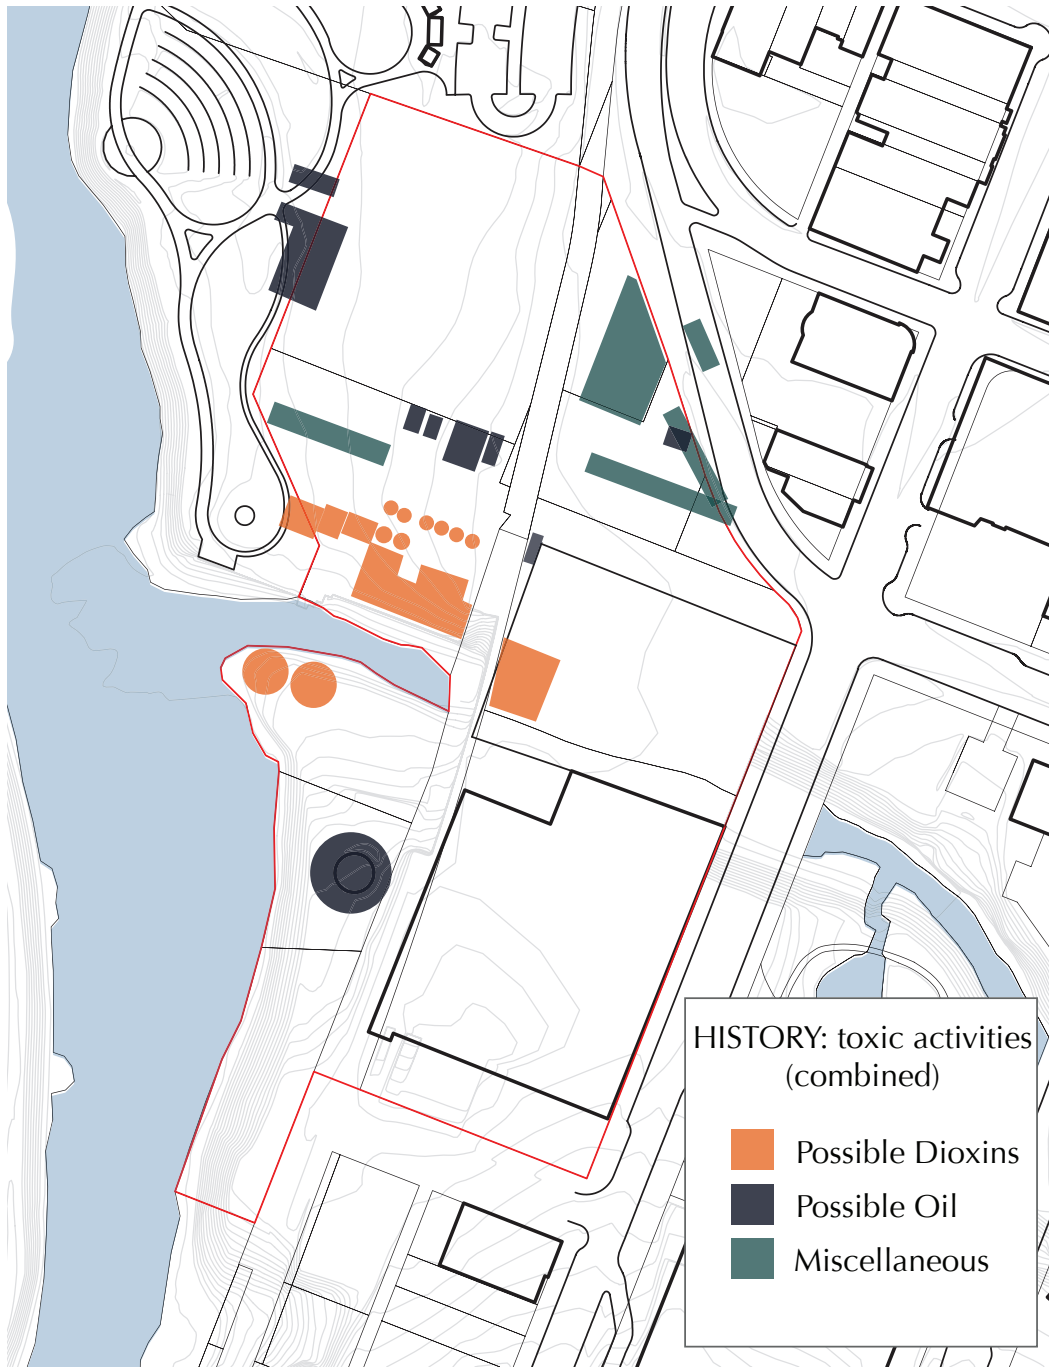 HISTORY: toxic activities
(combined)
Possible Dioxins
Possible Oil
Miscellaneous